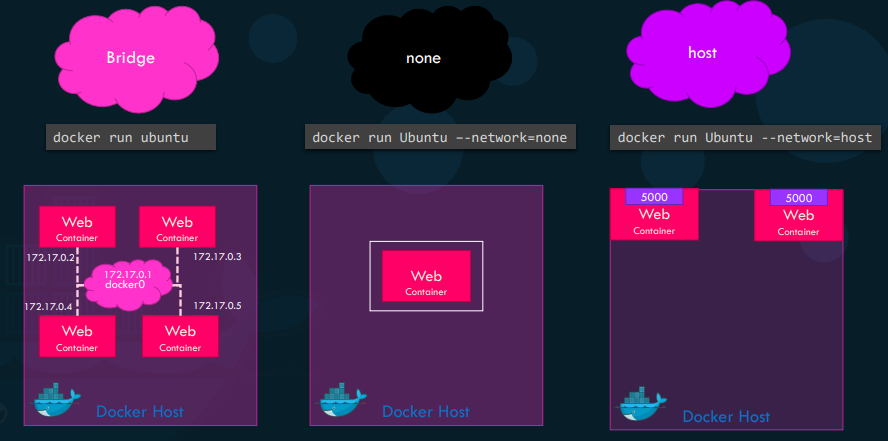 Bridge
none
host
docker run ubuntu
docker run Ubuntu --network=none
docker run Ubuntu --network=host
Web
Container
Web
Container
172.17.0.2
172.17.0.3
172.17.0.1
docker0
172.17.0.4
172.17.0.5
Web
Container
Web
Container
Docker Host
Web
Container
Docker Host
5000
Web
Container
5000
Web
Container
Docker Host